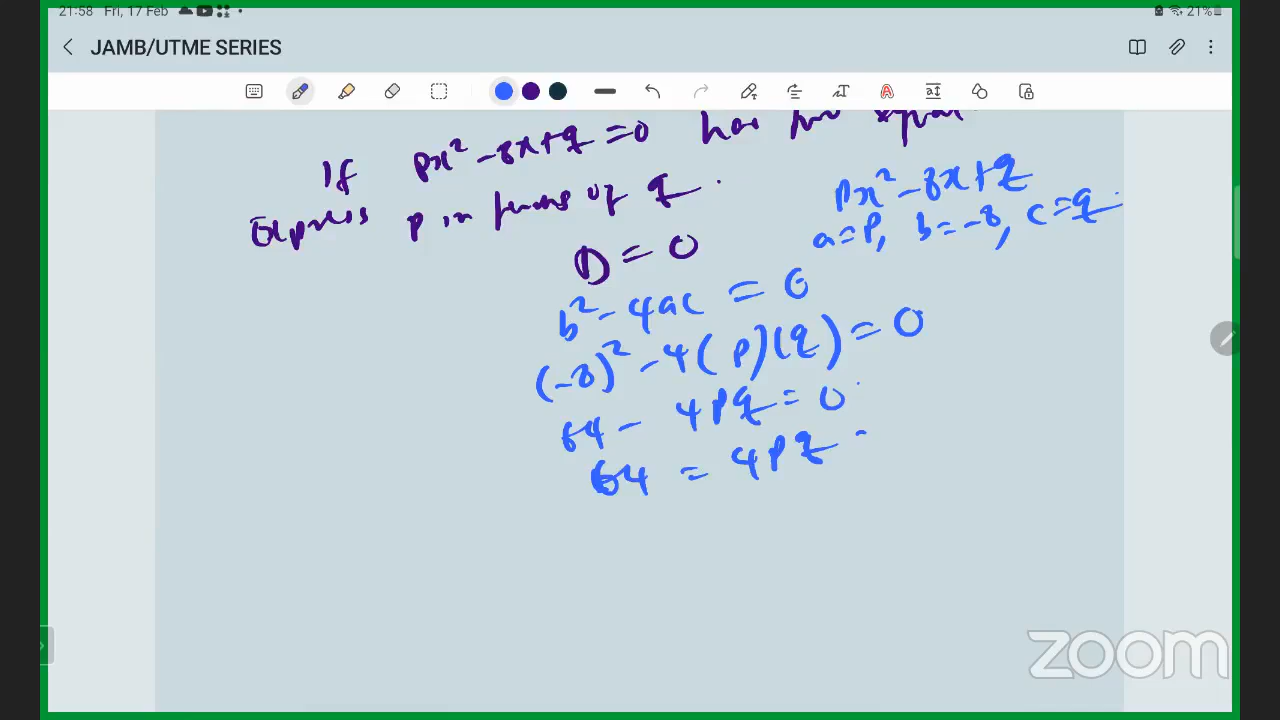 21:58 Fri, 17 Feb 21%
JAMB/UTME SERIES
If px² - 8x + q = 0 has two equal
Express p in terms of q.
px² - 8x + q
a = p, b = -8, c = q.
D = 0
b² - 4ac = 0
(-8)² - 4(p)(q) = 0
64 - 4pq = 0
64 = 4pq
zoom